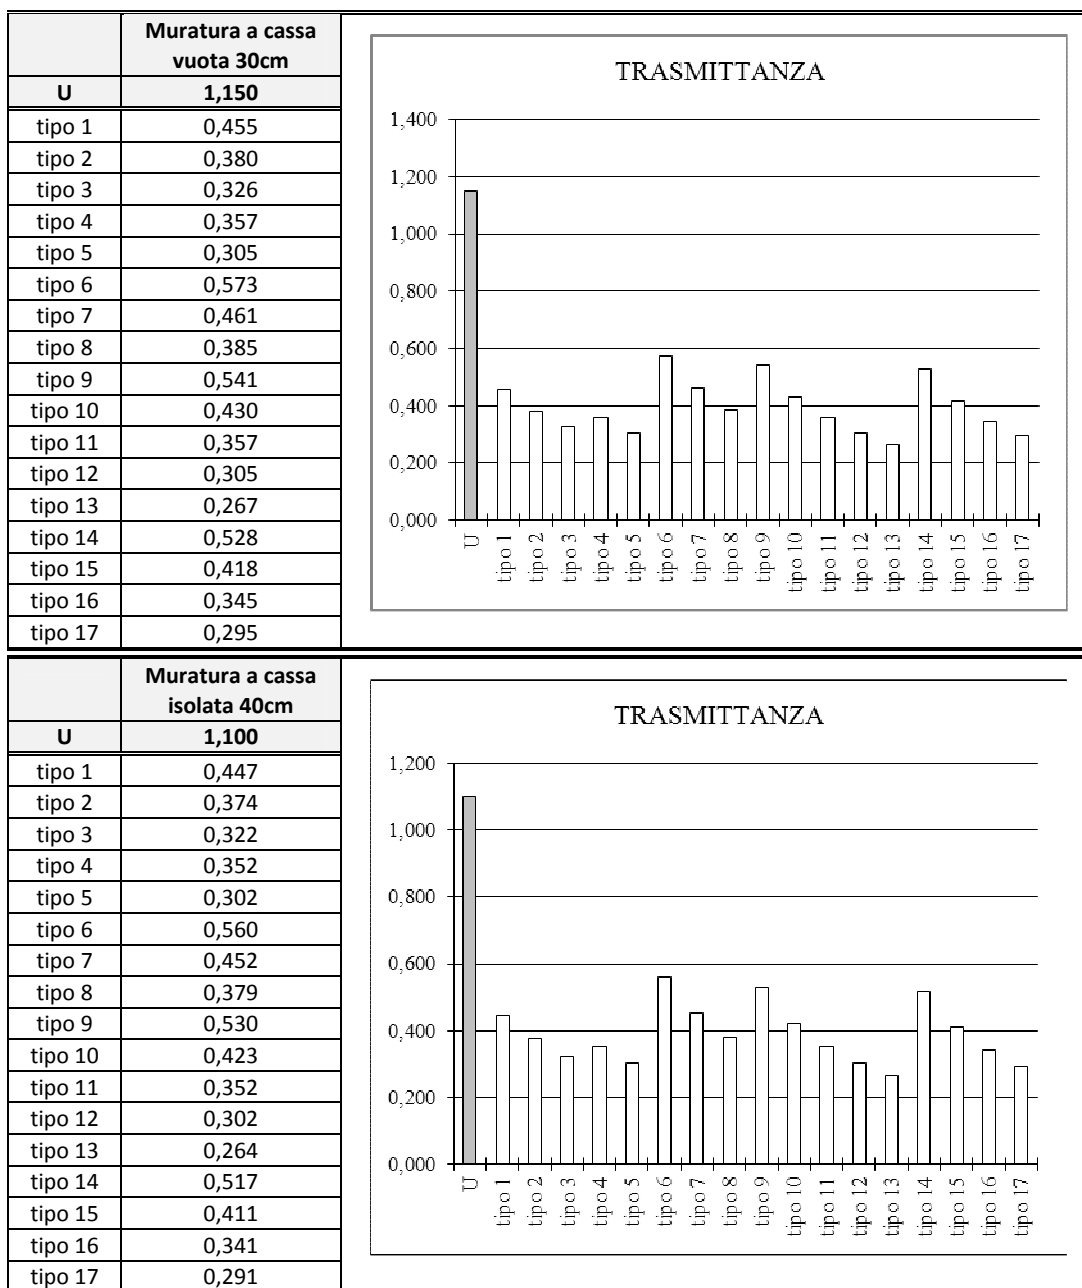 Muratura a cassa
vuota 30cm
U 1,150
tipo 1 0,455
tipo 2 0,380
tipo 3 0,326
tipo 4 0,357
tipo 5 0,305
tipo 6 0,573
tipo 7 0,461
tipo 8 0,385
tipo 9 0,541
tipo 10 0,430
tipo 11 0,357
tipo 12 0,305
tipo 13 0,267
tipo 14 0,528
tipo 15 0,418
tipo 16 0,345
tipo 17 0,295
TRASMITTANZA
1,400
1,200
1,000
0,800
0,600
0,400
0,200
0,000
U tipo 1 tipo 2 tipo 3 tipo 4 tipo 5 tipo 6 tipo 7 tipo 8 tipo 9 tipo 10 tipo 11 tipo 12 tipo 13 tipo 14 tipo 15 tipo 16 tipo 17
Muratura a cassa
isolata 40cm
U 1,100
tipo 1 0,447
tipo 2 0,374
tipo 3 0,322
tipo 4 0,352
tipo 5 0,302
tipo 6 0,560
tipo 7 0,452
tipo 8 0,379
tipo 9 0,530
tipo 10 0,423
tipo 11 0,352
tipo 12 0,302
tipo 13 0,264
tipo 14 0,517
tipo 15 0,411
tipo 16 0,341
tipo 17 0,291
TRASMITTANZA
1,200
1,000
0,800
0,600
0,400
0,200
0,000
U tipo 1 tipo 2 tipo 3 tipo 4 tipo 5 tipo 6 tipo 7 tipo 8 tipo 9 tipo 10 tipo 11 tipo 12 tipo 13 tipo 14 tipo 15 tipo 16 tipo 17